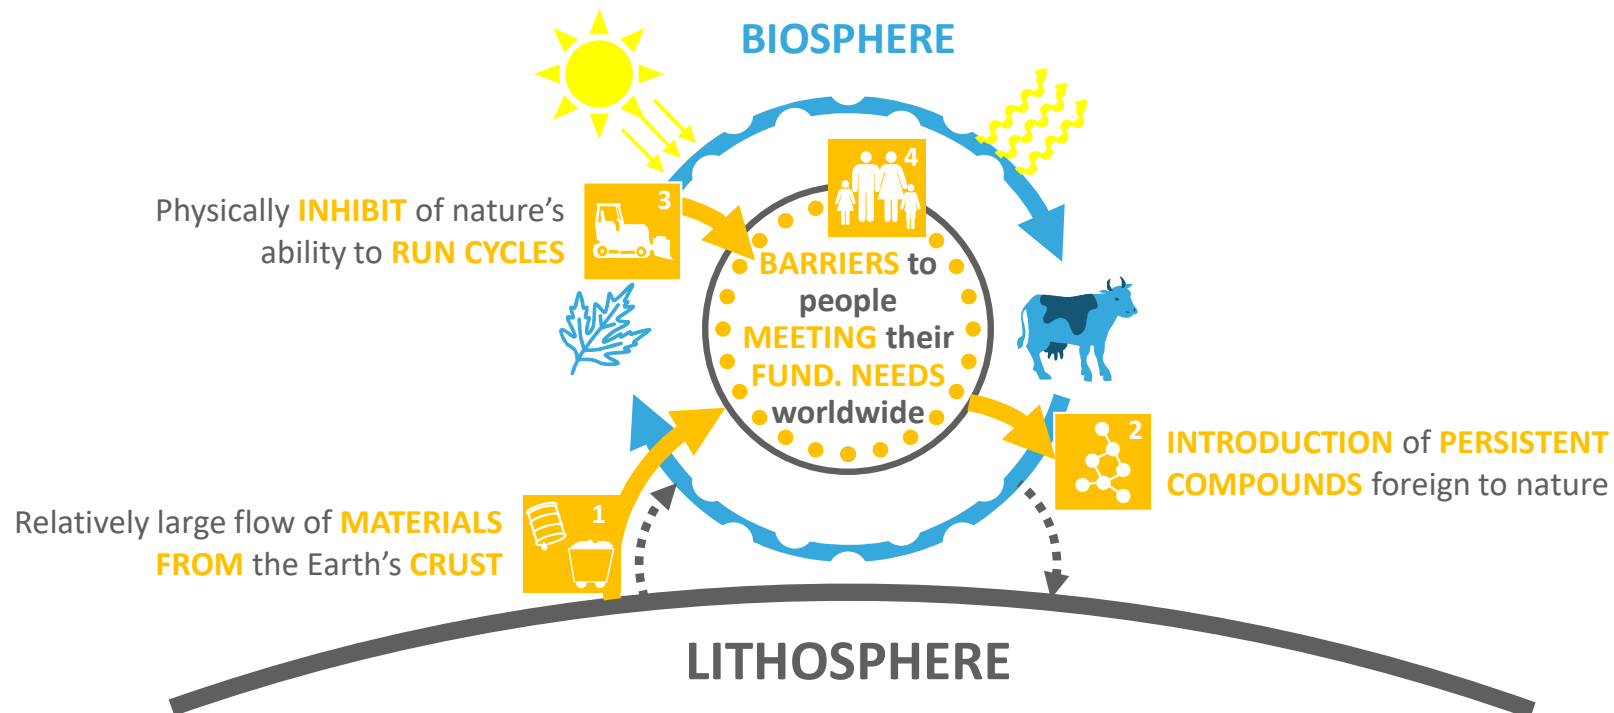 BIOSPHERE
4
3
Physically INHIBIT of nature's
ability to RUN CYCLES
BARRIERS to
people
MEETING their
FUND. NEEDS
worldwide
2
INTRODUCTION of PERSISTENT
COMPOUNDS foreign to nature
1
Relatively large flow of MATERIALS
FROM the Earth's CRUST
LITHOSPHERE